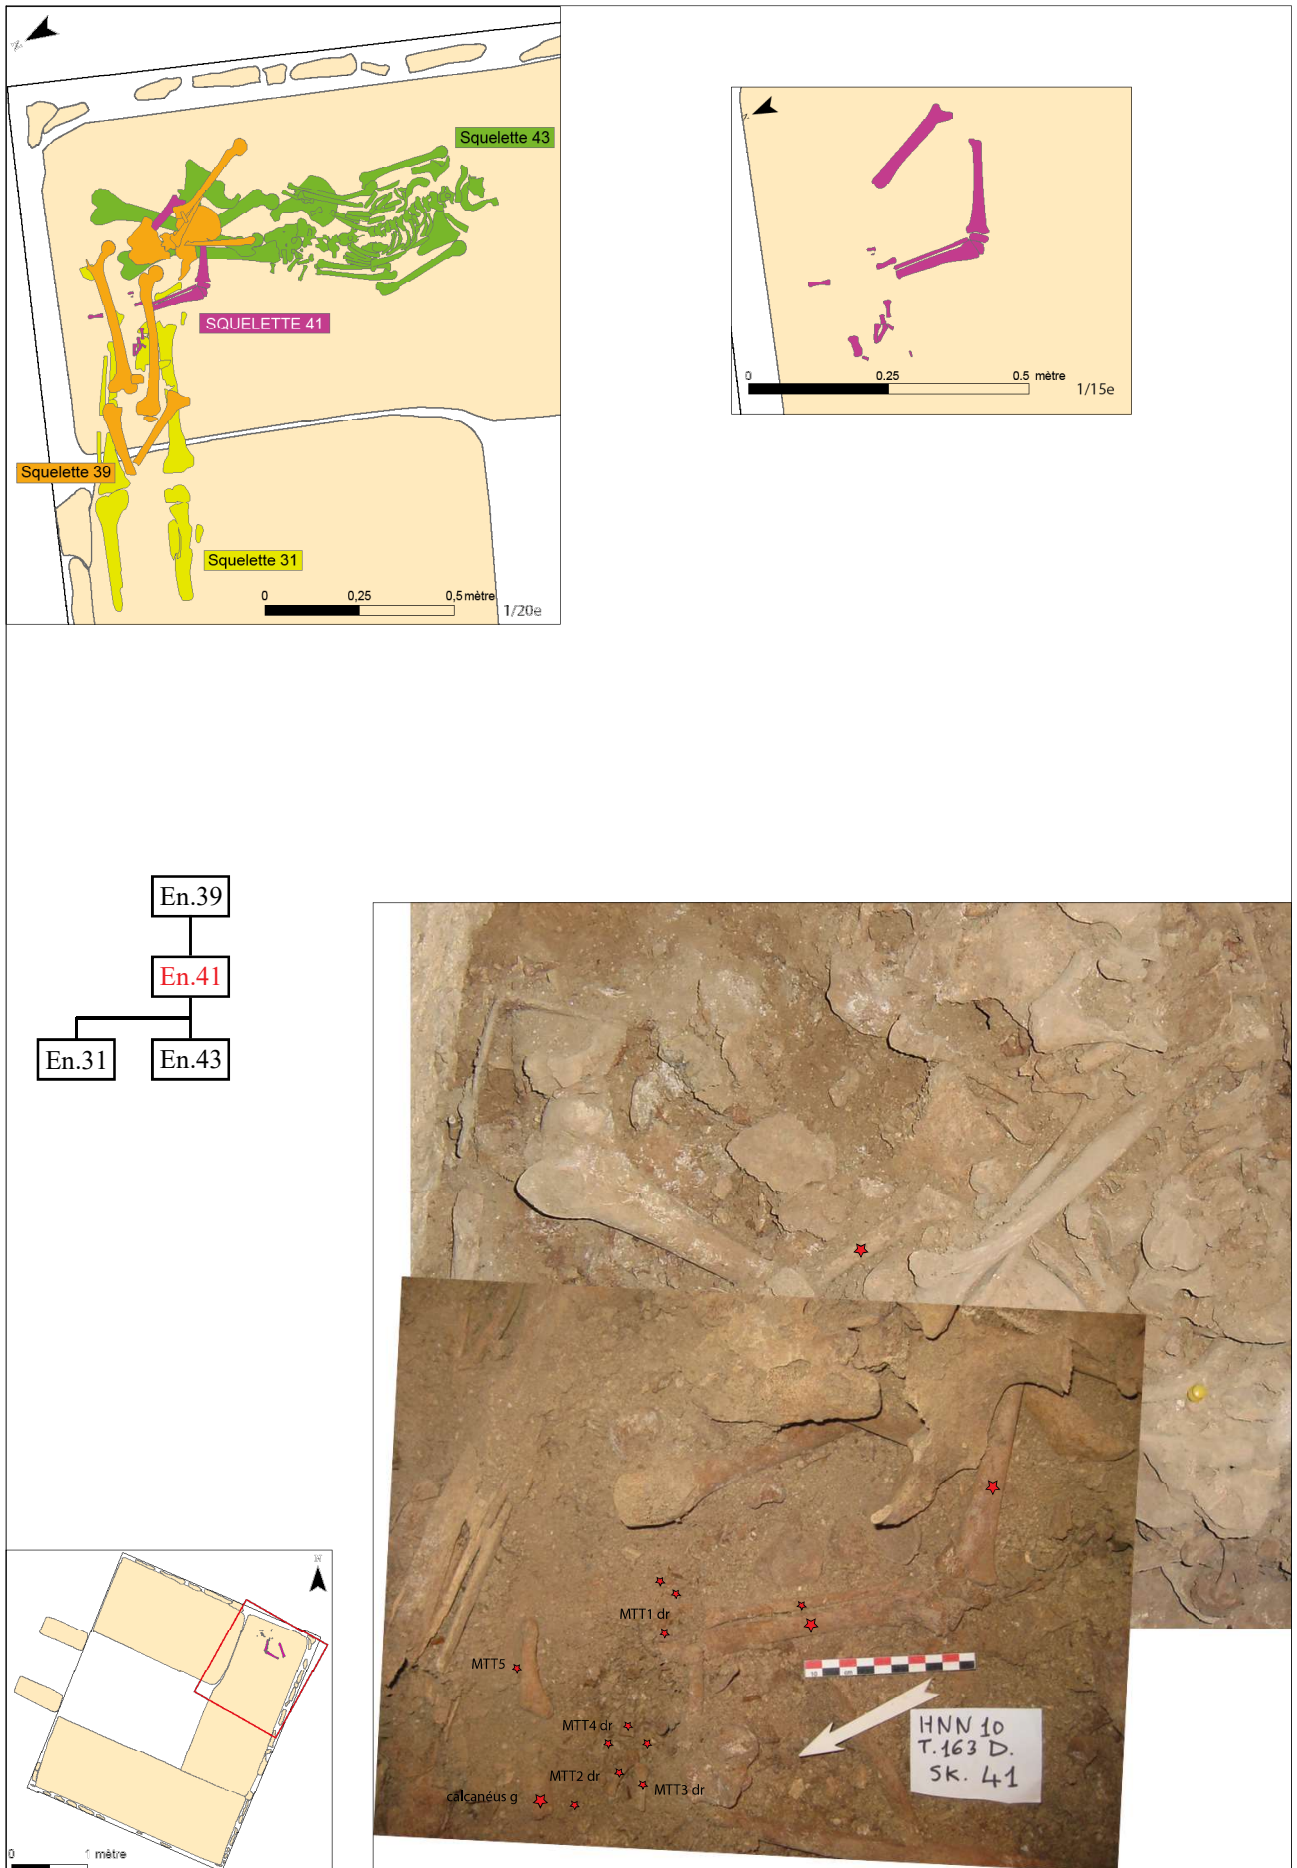 N
Squelette 43
SQUELETTE 41
Squelette 39
Squelette 31
0 0,25 0,5 mètre
1/20e
0 0.25 0.5 mètre
1/15e
En.39
En.41
En.31 En.43
MTT1 dr
MTT5
MTT4 dr
MTT2 dr
MTT3 dr
calcanéus g
10 cm
HNN 10
T.163 D.
SK. 41
N
0 1 mètre